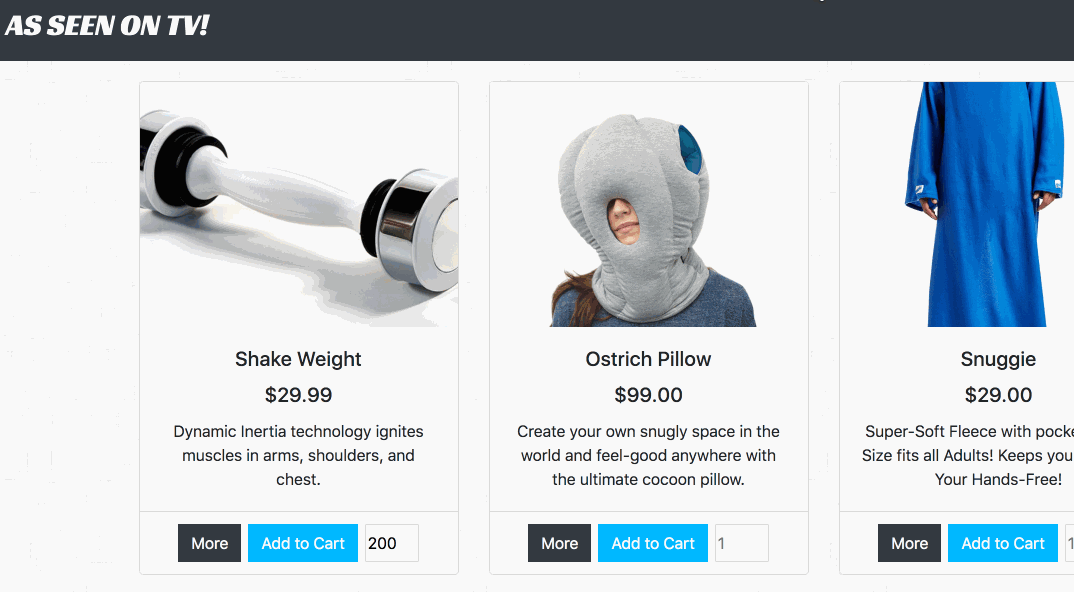 AS SEEN ON TV!
Shake Weight
$29.99
Dynamic Inertia technology ignites
muscles in arms, shoulders, and
chest.
More
Add to Cart
200
Ostrich Pillow
$99.00
Create your own snugly space in the
world and feel-good anywhere with
the ultimate cocoon pillow.
More
Add to Cart
1
Snuggie
$29.00
Super-Soft Fleece with
Size fits all Adults! Keeps you
Your Hands-Free!
More
Add to Cart
1